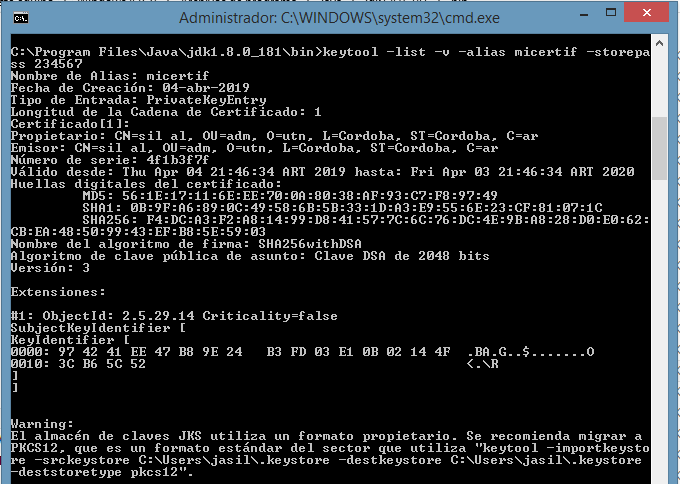 Administrador: C:\WINDOWS\system32\cmd.exe
C:\Program Files\Java\jdk1.8.0_181\bin>keytool -list -v -alias micertif -storepa
ss 234567
Nombre de Alias: micertif
Fecha de Creación: 04-abr-2019
Tipo de Entrada: PrivateKeyEntry
Longitud de la Cadena de Certificado: 1
Certificado[1]:
Propietario: CN=sil al, OU=adm, O=utn, L=Cordoba, ST=Cordoba, C=ar
Emisor: CN=sil al, OU=adm, O=utn, L=Cordoba, ST=Cordoba, C=ar
Número de serie: 4f1b3f7f
Válido desde: Thu Apr 04 21:46:34 ART 2019 hasta: Fri Apr 03 21:46:34 ART 2020
Huellas digitales del certificado:
MD5: 56:1E:17:11:6E:EE:70:0A:80:38:AF:93:C7:F8:97:49
SHA1: 0B:9F:A6:89:0C:49:58:6B:5B:33:1D:A3:E9:55:6E:23:CF:81:07:1C
SHA256: F4:DC:A3:F2:A8:14:99:D8:41:57:7C:6C:76:DC:4E:9B:A8:28:D0:E0:62:
CB:EA:48:50:99:43:EF:B8:5E:59:03
Nombre del algoritmo de firma: SHA256withDSA
Algoritmo de clave pública de asunto: Clave DSA de 2048 bits
Versión: 3
Extensiones:
#1: ObjectId: 2.5.29.14 Criticality=false
SubjectKeyIdentifier [
KeyIdentifier [
0000: 97 42 41 EE 47 B8 9E 24   B3 FD 03 E1 0B 02 14 4F  .BA.G..$.......O
0010: 3C B6 5C 52                                        <.\R
]
]
Warning:
El almacén de claves JKS utiliza un formato propietario. Se recomienda migrar a
PKCS12, que es un formato estándar del sector que utiliza "keytool -importkeysto
re -srckeystore C:\Users\jasil\.keystore -destkeystore C:\Users\jasil\.keystore
-deststoretype pkcs12".